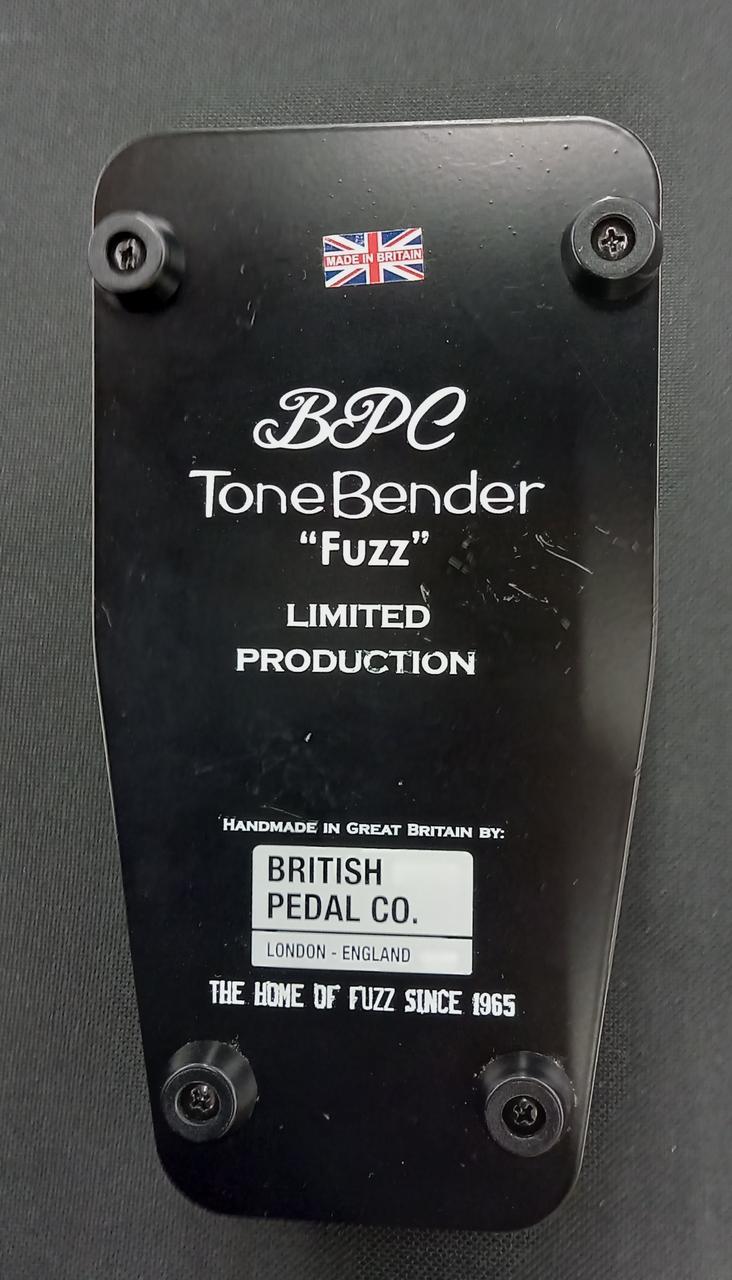 MADE IN BRITAIN
BPC
ToneBender
“Fuzz”
LIMITED
PRODUCTION
HANDMADE IN GREAT BRITAIN BY:
BRITISH
PEDAL CO.
LONDON - ENGLAND
THE HOME OF FUZZ SINCE 1965